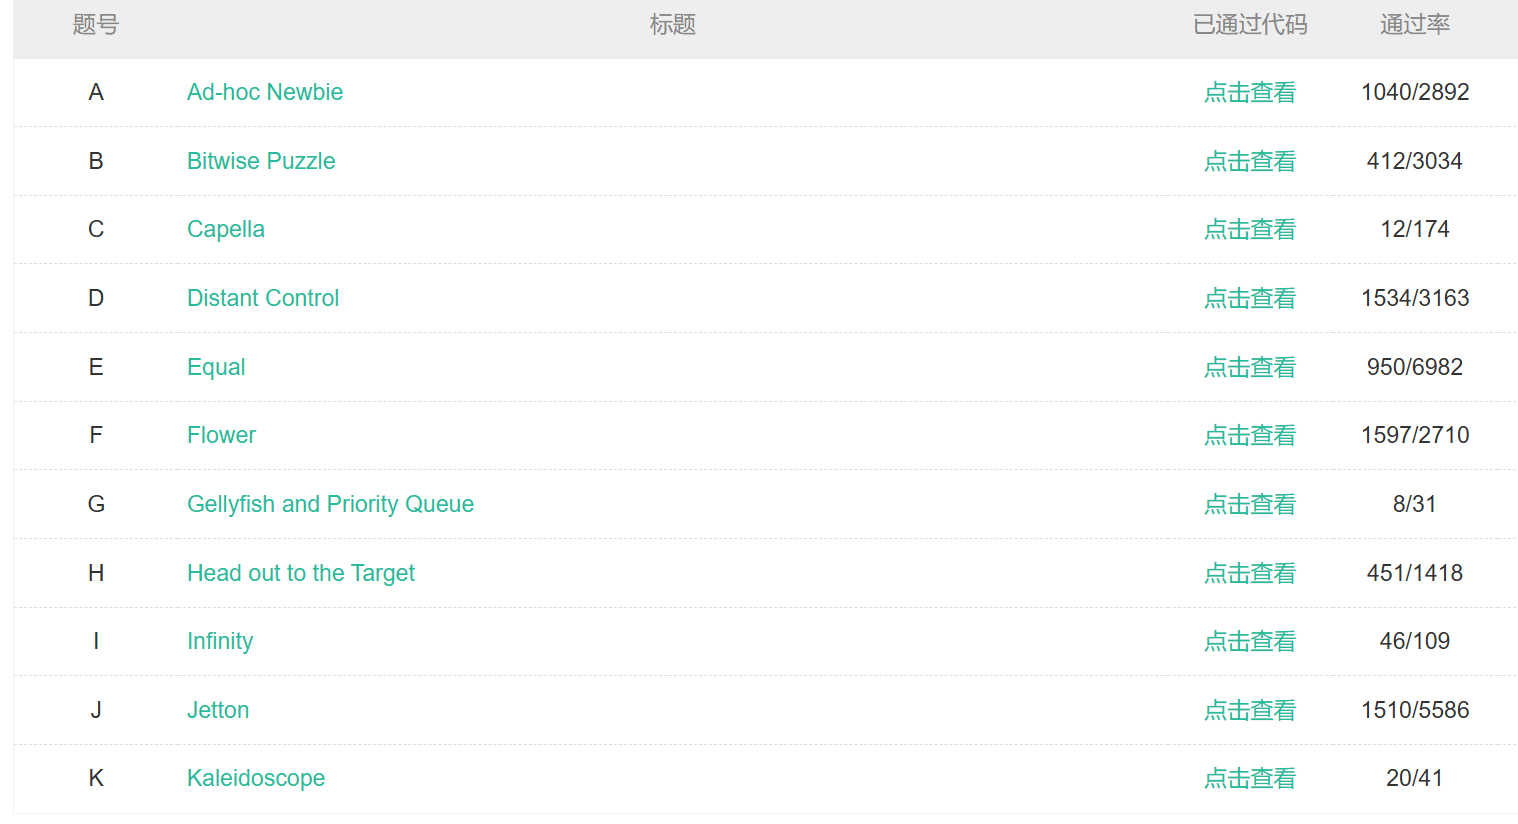 题号 标题 已通过代码 通过率
A Ad-hoc Newbie 点击查看 1040/2892
B Bitwise Puzzle 点击查看 412/3034
C Capella 点击查看 12/174
D Distant Control 点击查看 1534/3163
E Equal 点击查看 950/6982
F Flower 点击查看 1597/2710
G Gellyfish and Priority Queue 点击查看 8/31
H Head out to the Target 点击查看 451/1418
I Infinity 点击查看 46/109
J Jetton 点击查看 1510/5586
K Kaleidoscope 点击查看 20/41